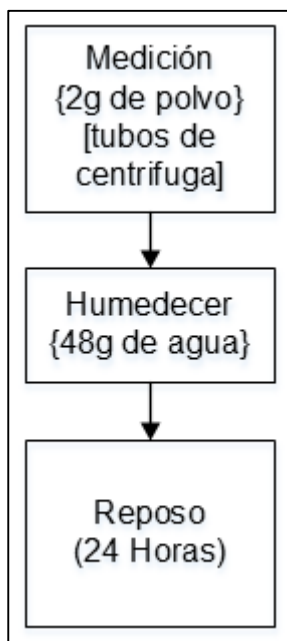 Medición
{2g de polvo}
[tubos de
centrifuga]
Humedecer
{48g de agua}
Reposo
(24 Horas)